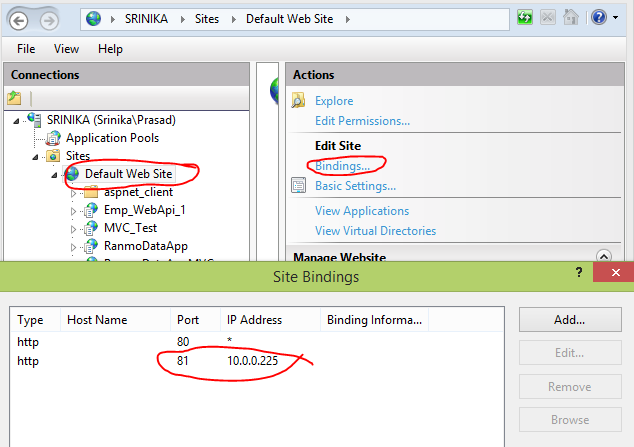 SRINIKA ▸ Sites ▸ Default Web Site ▸
File View Help
Connections
SRINIKA (Srinika\Prasad)
Application Pools
Sites
Default Web Site
aspnet_client
Emp_WebApi_1
MVC_Test
RanmoDataApp
Actions
Explore
Edit Permissions...
Edit Site
Bindings...
Basic Settings...
View Applications
View Virtual Directories
Manage Website
Site Bindings
? x
Type Host Name Port IP Address Binding Informa...
http 80 *
http 81 10.0.0.225
Add...
Edit...
Remove
Browse